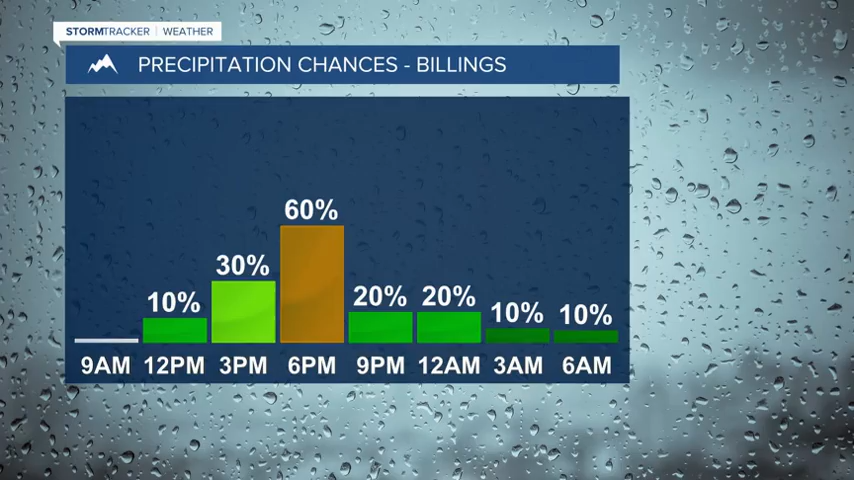 STORMTRACKER | WEATHER
PRECIPITATION CHANCES - BILLINGS
60%
30%
10%
20%
20%
10%
10%
9AM 12PM 3PM 6PM 9PM 12AM 3AM 6AM